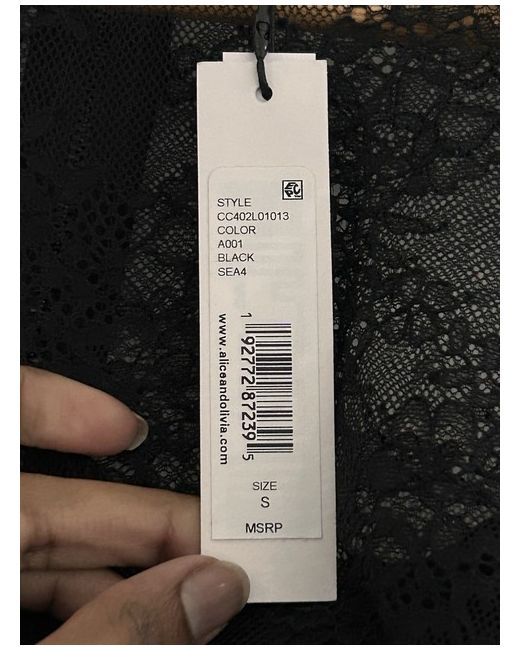 STYLE
CC402L01013
COLOR
A001
BLACK
SEA4
www.aliceandolivia.com
1 92772 87239 5
SIZE
S
MSRP